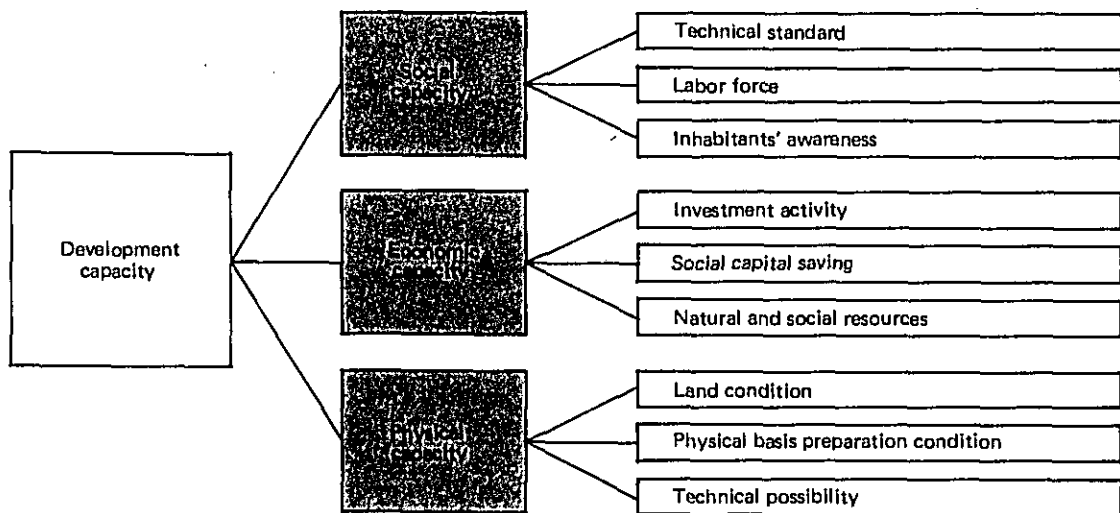 Development
capacity
Social
capacity
Economic
capacity
Physical
capacity
Technical standard
Labor force
Inhabitants' awareness
Investment activity
Social capital saving
Natural and social resources
Land condition
Physical basis preparation condition
Technical possibility